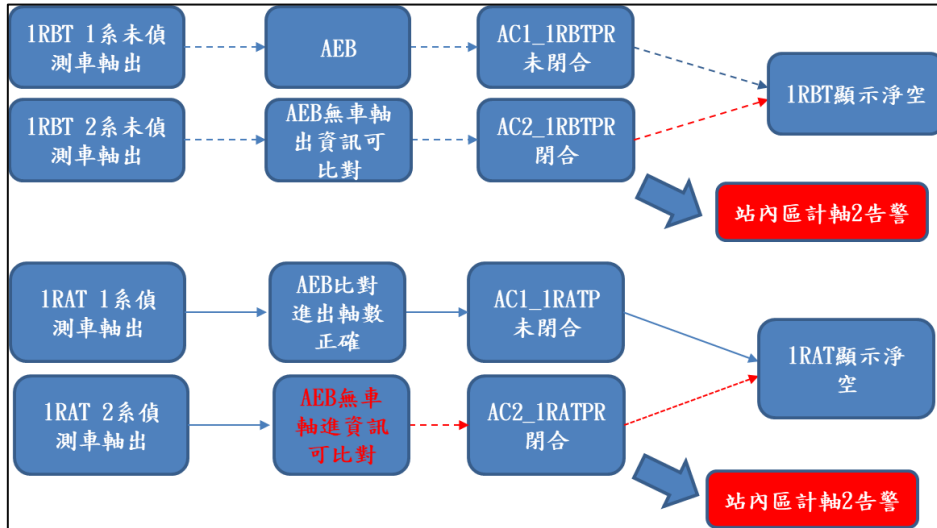 1RBT 1系未偵
測車軸出
AEB
AC1_1RBTPR
未閉合
1RBT顯示淨空
1RBT 2系未偵
測車軸出
AEB無車軸
出資訊可
比對
AC2_1RBTPR
閉合
站內區計軸2告警
1RAT 1系偵
測車軸出
AEB比對
進出軸數
正確
AC1_1RATP
未閉合
1RAT顯示淨
空
1RAT 2系偵
測車軸出
AEB無車
軸進資訊
可比對
AC2_1RATPR
閉合
站內區計軸2告警